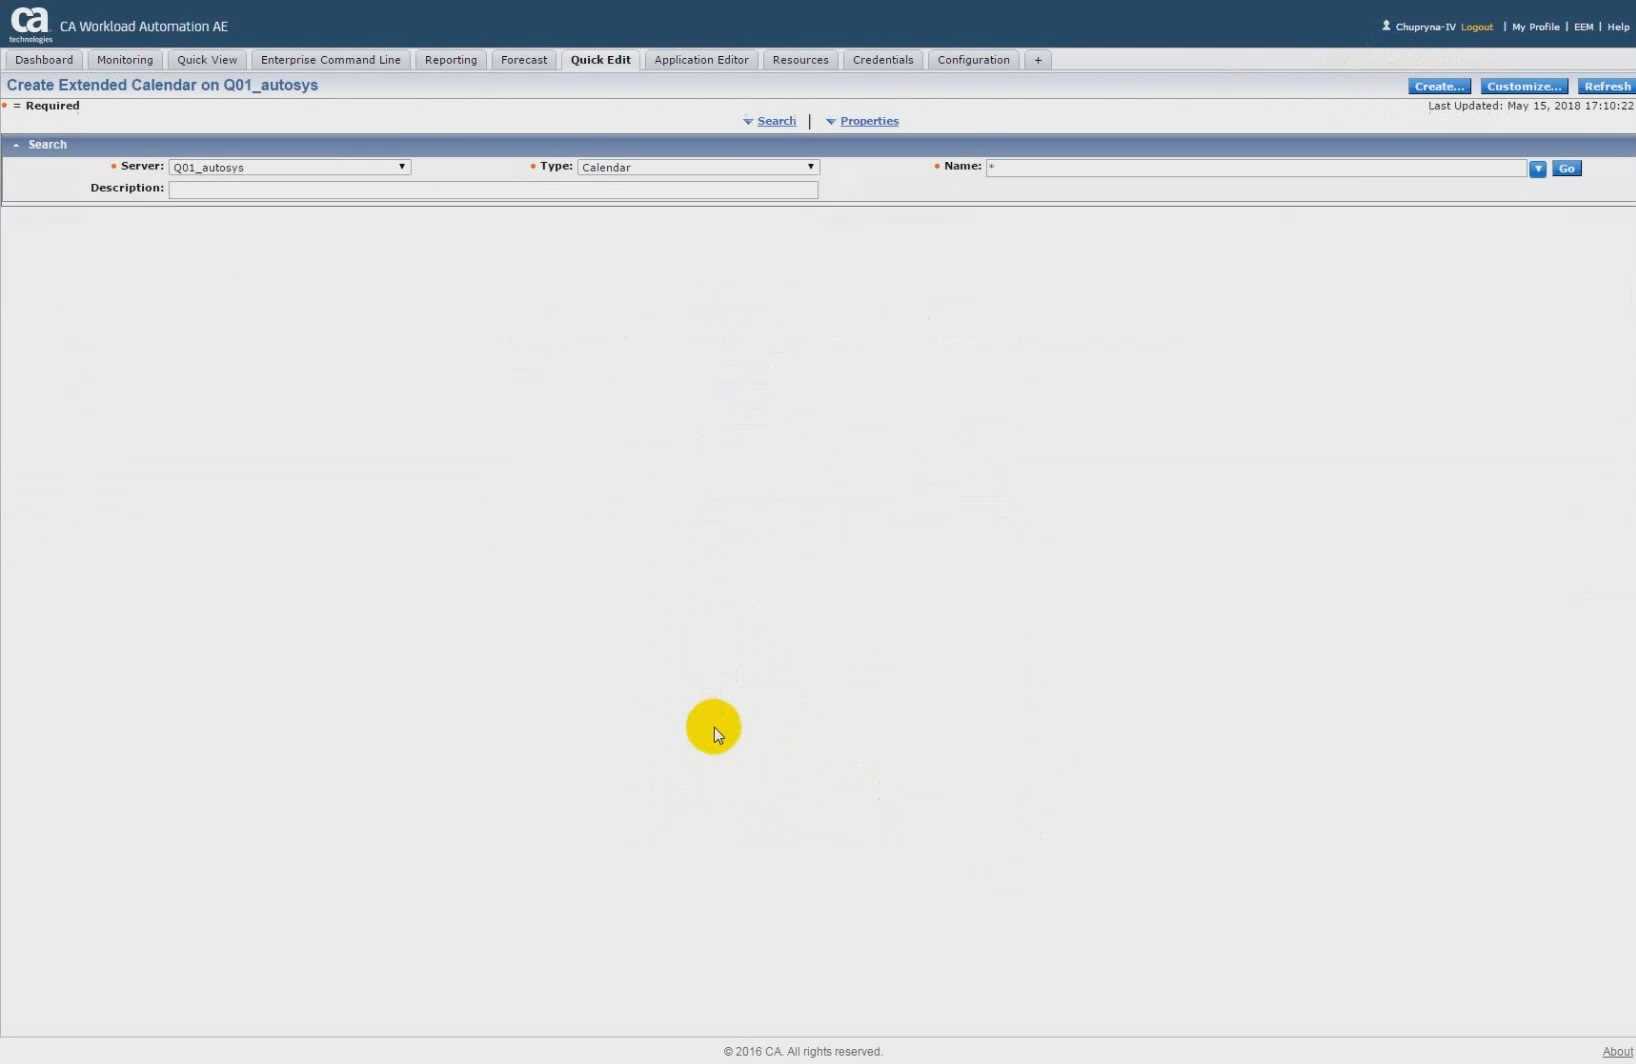 ca
technologies
CA Workload Automation AE
Chupryna-IV Logout | My Profile | EEM | Help
Dashboard Monitoring Quick View Enterprise Command Line Reporting Forecast Quick Edit Application Editor Resources Credentials Configuration +
Create Extended Calendar on Q01_autosys
Create... Customize... Refresh
• = Required
Last Updated: May 15, 2018 17:10:22
Search | Properties
Search
• Server: Q01_autosys • Type: Calendar • Name: * Go
Description:
© 2016 CA. All rights reserved.
About